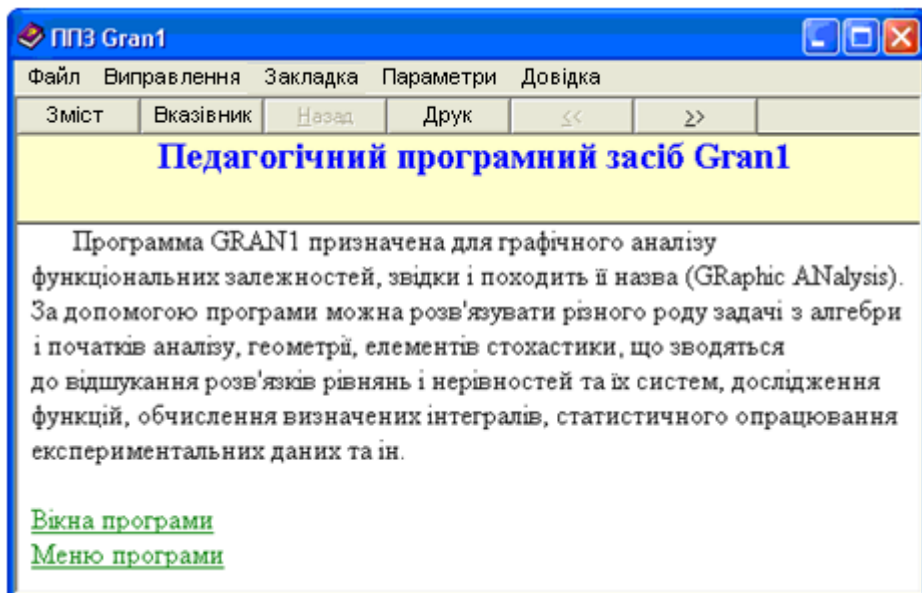 ППЗ Gran1
Файл Виправлення Закладка Параметри Довідка
Зміст Вказівник Назад Друк << >>
Педагогічний програмний засіб Gran1
Программа GRAN1 призначена для графічного аналізу
функціональних залежностей, звідки і походить її назва (GRaphic ANalysis).
За допомогою програми можна розв'язувати різного роду задачі з алгебри
і початків аналізу, геометрії, елементів стохастики, що зводяться
до відшукання розв'язків рівнянь і нерівностей та їх систем, дослідження
функцій, обчислення визначених інтегралів, статистичного опрацювання
експериментальних даних та ін.
Вікна програми
Меню програми